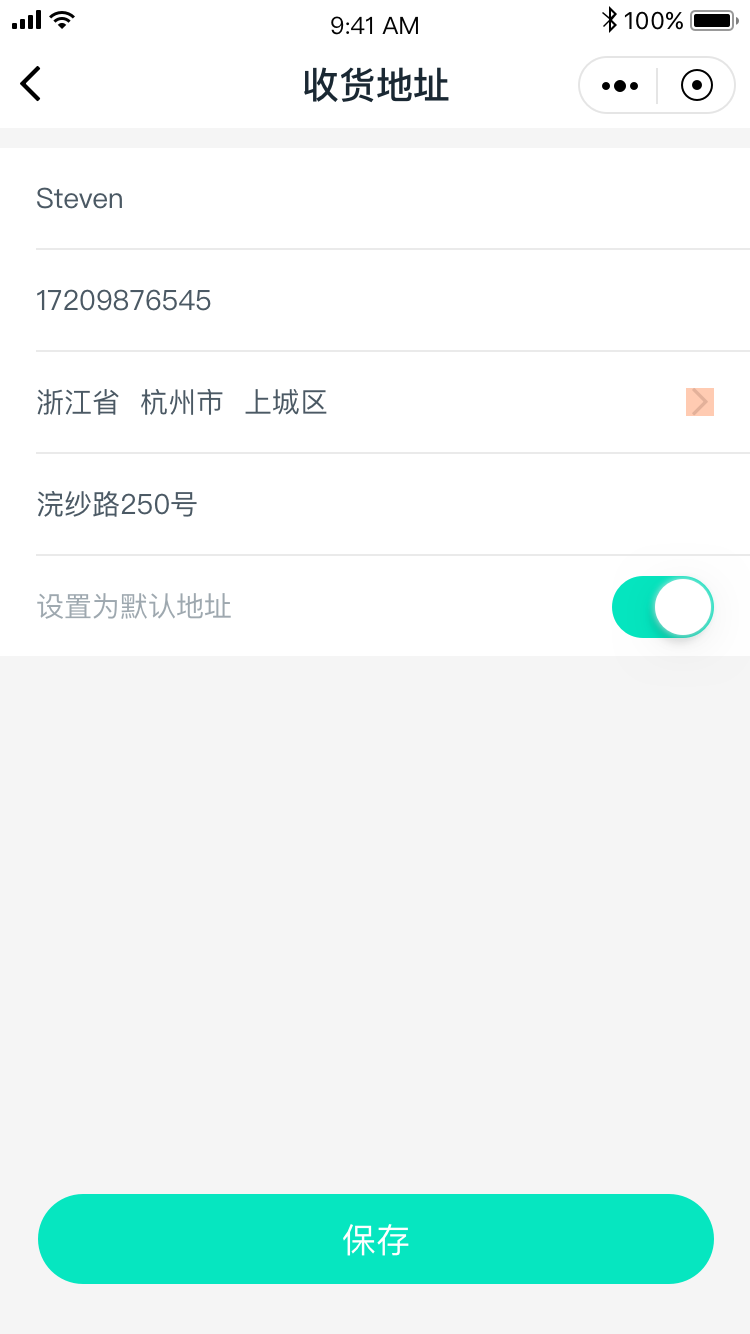 9:41 AM
100%
收货地址
Steven
17209876545
浙江省 杭州市 上城区
浣纱路250号
设置为默认地址
保存